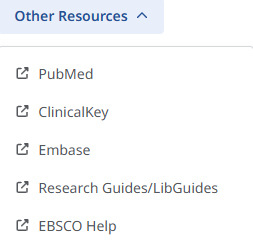 Other Resources
PubMed
ClinicalKey
Embase
Research Guides/LibGuides
EBSCO Help